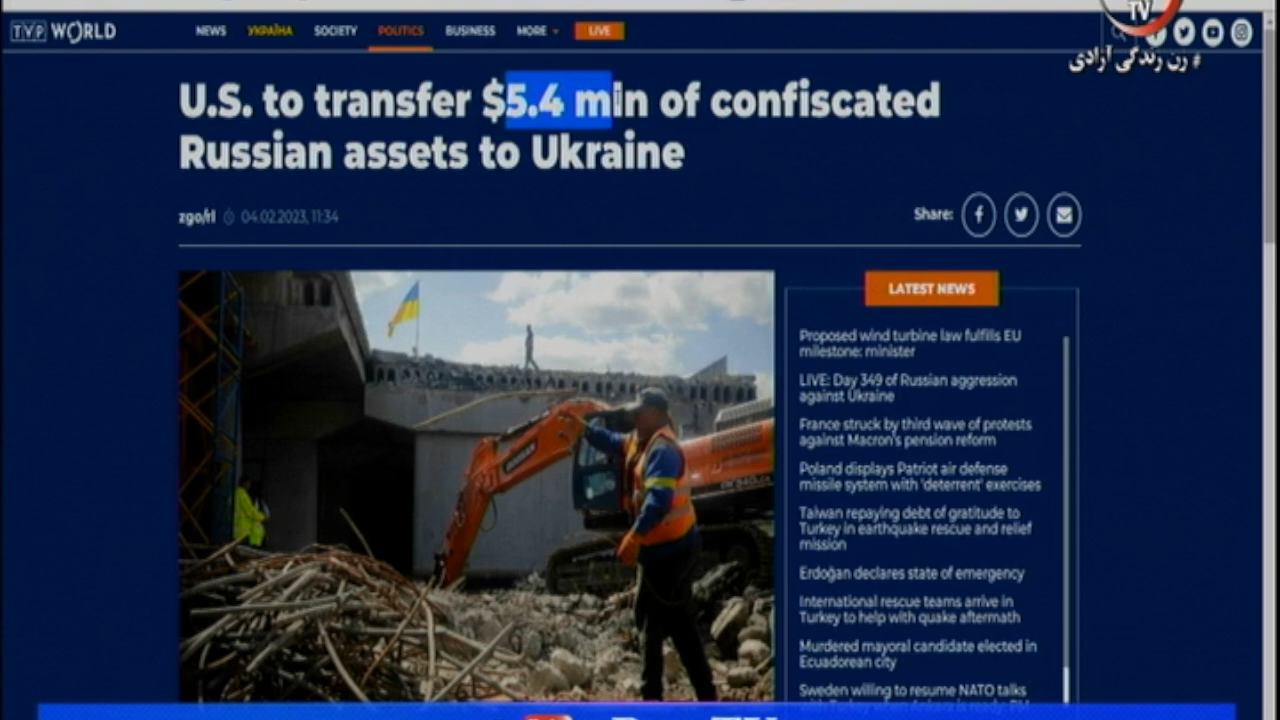 TVP WORLD
NEWS УКРАЇНА SOCIETY POLITICS BUSINESS MORE LIVE
TV
# زن زندگی آزادی
U.S. to transfer $5.4 mln of confiscated
Russian assets to Ukraine
zgo/rl 04.02.2023, 11:34
Share:
LATEST NEWS
Proposed wind turbine law fulfills EU
milestone: minister
LIVE: Day 349 of Russian aggression
against Ukraine
France struck by third wave of protests
against Macron's pension reform
Poland displays Patriot air defense
missile system with 'deterrent' exercises
Taiwan repaying debt of gratitude to
Turkey in earthquake rescue and relief
mission
Erdoğan declares state of emergency
International rescue teams arrive in
Turkey to help with quake aftermath
Murdered mayoral candidate elected in
Ecuadorean city
Sweden willing to resume NATO talks